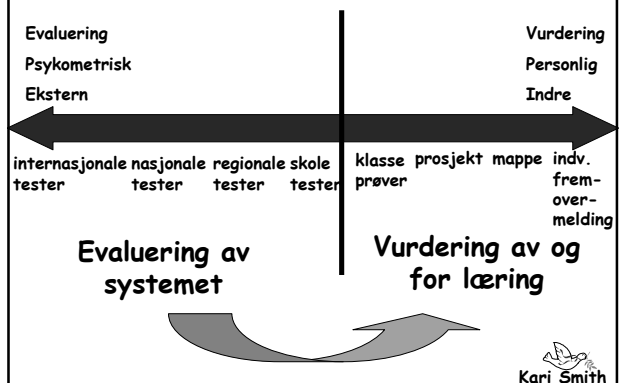 Evaluering
Psykometrisk
Ekstern
Vurdering
Personlig
Indre
internasjonale tester
nasjonale tester
regionale tester
skole tester
klasse prøver
prosjekt
mappe
indv.
frem-
over-
melding
Evaluering av
systemet
Vurdering av og
for læring
Kari Smith